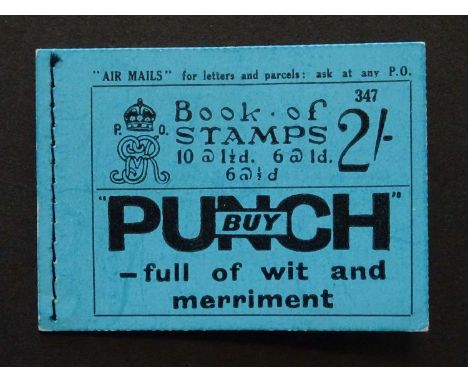 "AIR MAILS" for letters and parcels: ask at any P.O.
347
P. O.
Book · of
STAMPS
2/-
10 @ 1½d. 6 @ 1d.
6 @ ½d
"PUNCH"
BUY
- full of wit and
merriment